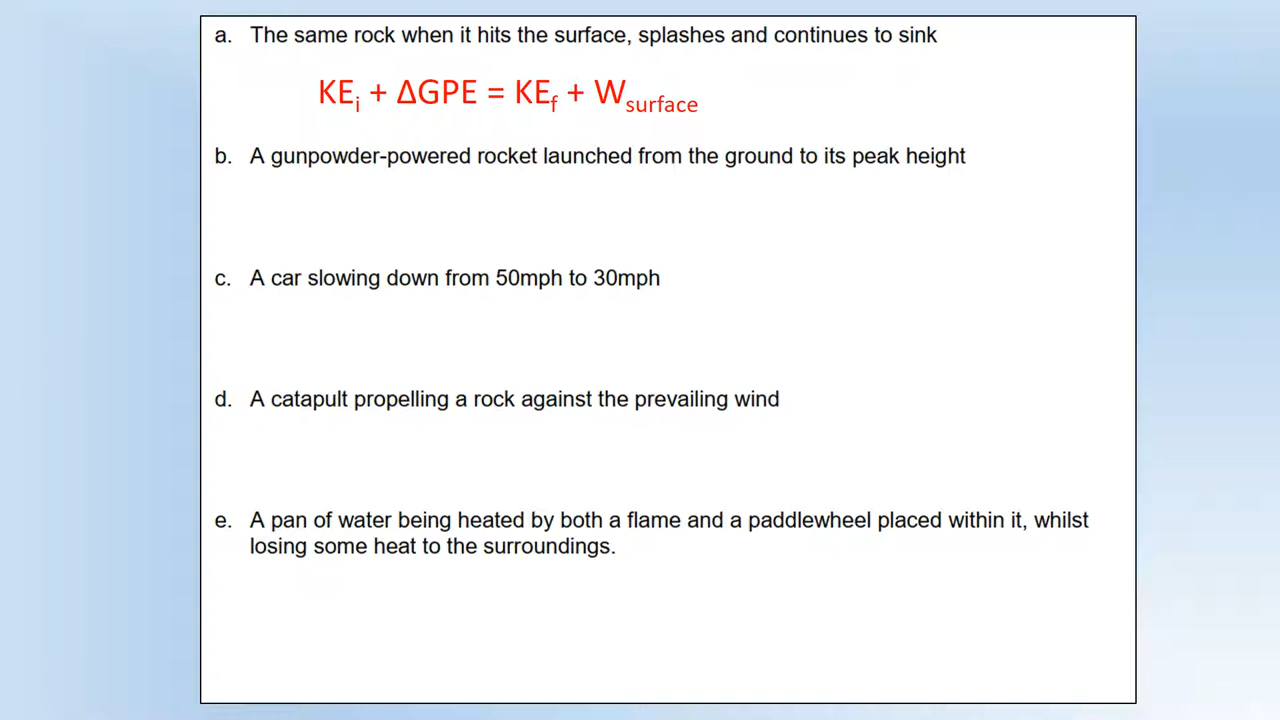 a. The same rock when it hits the surface, splashes and continues to sink
KEᵢ + ΔGPE = KE_f + W_surface
b. A gunpowder-powered rocket launched from the ground to its peak height
c. A car slowing down from 50mph to 30mph
d. A catapult propelling a rock against the prevailing wind
e. A pan of water being heated by both a flame and a paddlewheel placed within it, whilst
losing some heat to the surroundings.